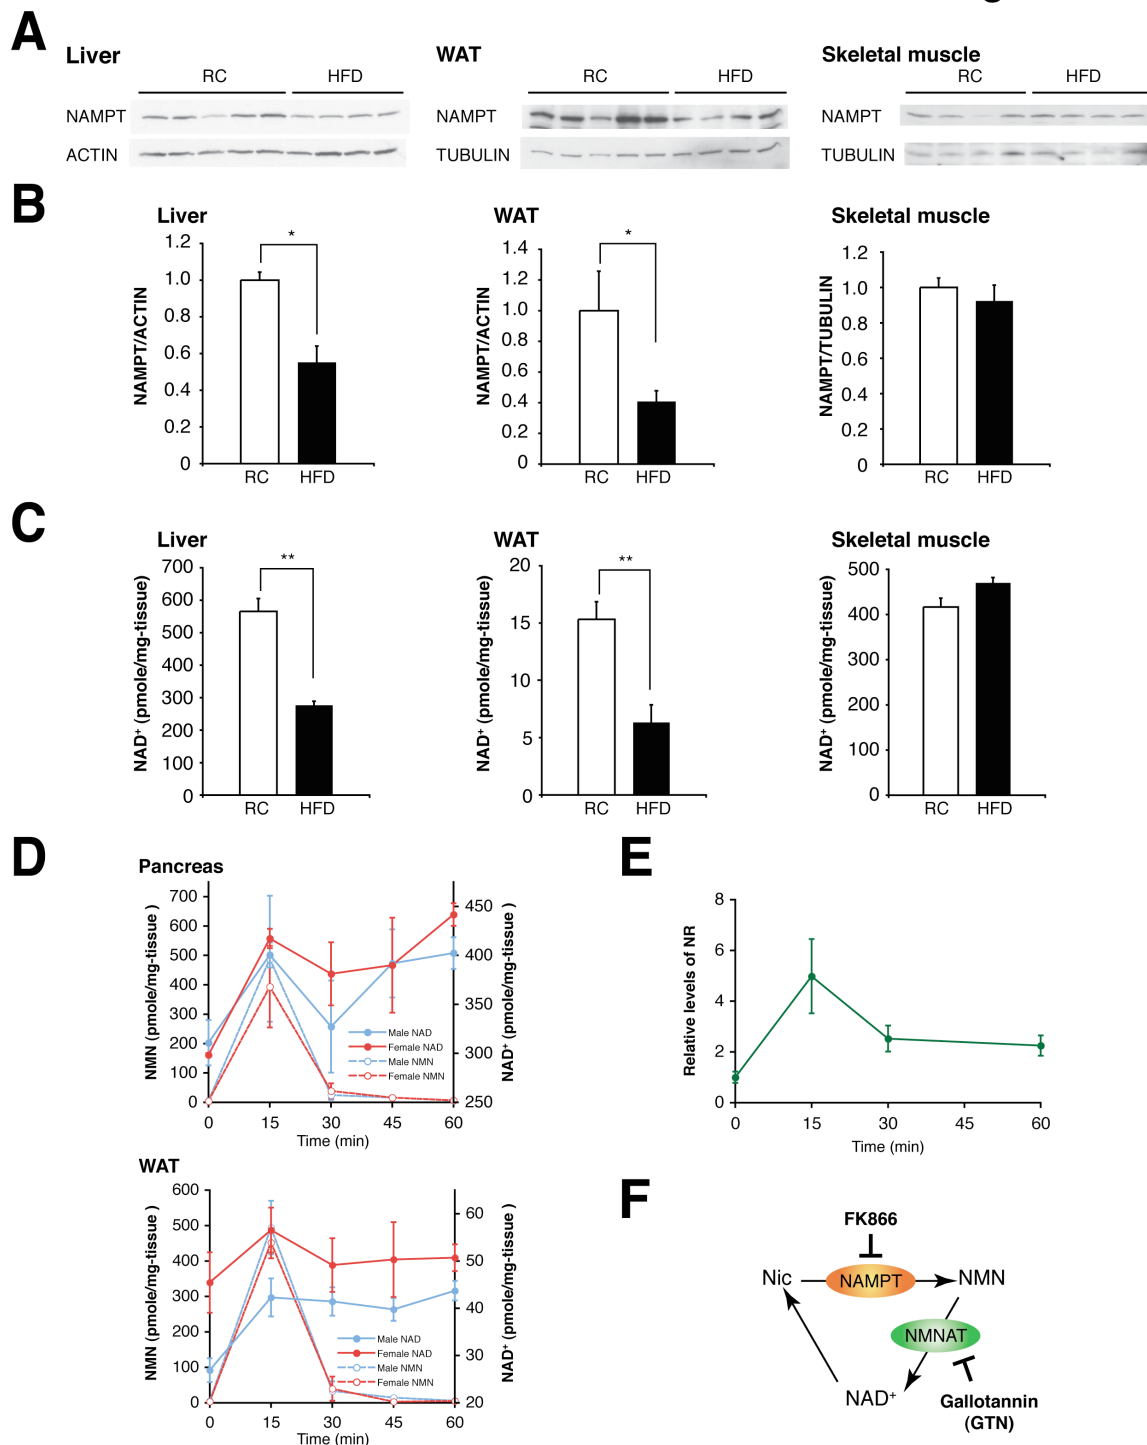 A
Liver
WAT
Skeletal muscle
RC HFD
RC HFD
RC HFD
NAMPT
NAMPT
NAMPT
ACTIN
TUBULIN
TUBULIN
B
Liver
WAT
Skeletal muscle
NAMPT/ACTIN
1.2
1.0
0.8
0.6
0.4
0.2
0
*
RC HFD
NAMPT/ACTIN
1.4
1.2
1.0
0.8
0.6
0.4
0.2
0
*
RC HFD
NAMPT/TUBULIN
1.2
1.0
0.8
0.6
0.4
0.2
0
RC HFD
C
Liver
WAT
Skeletal muscle
NAD+ (pmole/mg-tissue)
700
600
500
400
300
200
100
0
**
RC HFD
NAD+ (pmole/mg-tissue)
20
15
10
5
0
**
RC HFD
NAD+ (pmole/mg-tissue)
500
400
300
200
100
0
RC HFD
D
Pancreas
NMN (pmole/mg-tissue )
700
600
500
400
300
200
100
0
NAD+ (pmole/mg-tissue )
450
400
350
300
250
Male NAD
Female NAD
Male NMN
Female NMN
0 15 30 45 60
Time (min)
WAT
NMN (pmole/mg-tissue )
600
500
400
300
200
100
0
NAD+ (pmole/mg-tissue )
60
50
40
30
20
Male NAD
Female NAD
Male NMN
Female NMN
0 15 30 45 60
Time (min)
E
Relative levels of NR
8
6
4
2
0
0 15 30 45 60
Time (min)
F
FK866
Nic NAMPT NMN
NMNAT
NAD+
Gallotannin
(GTN)